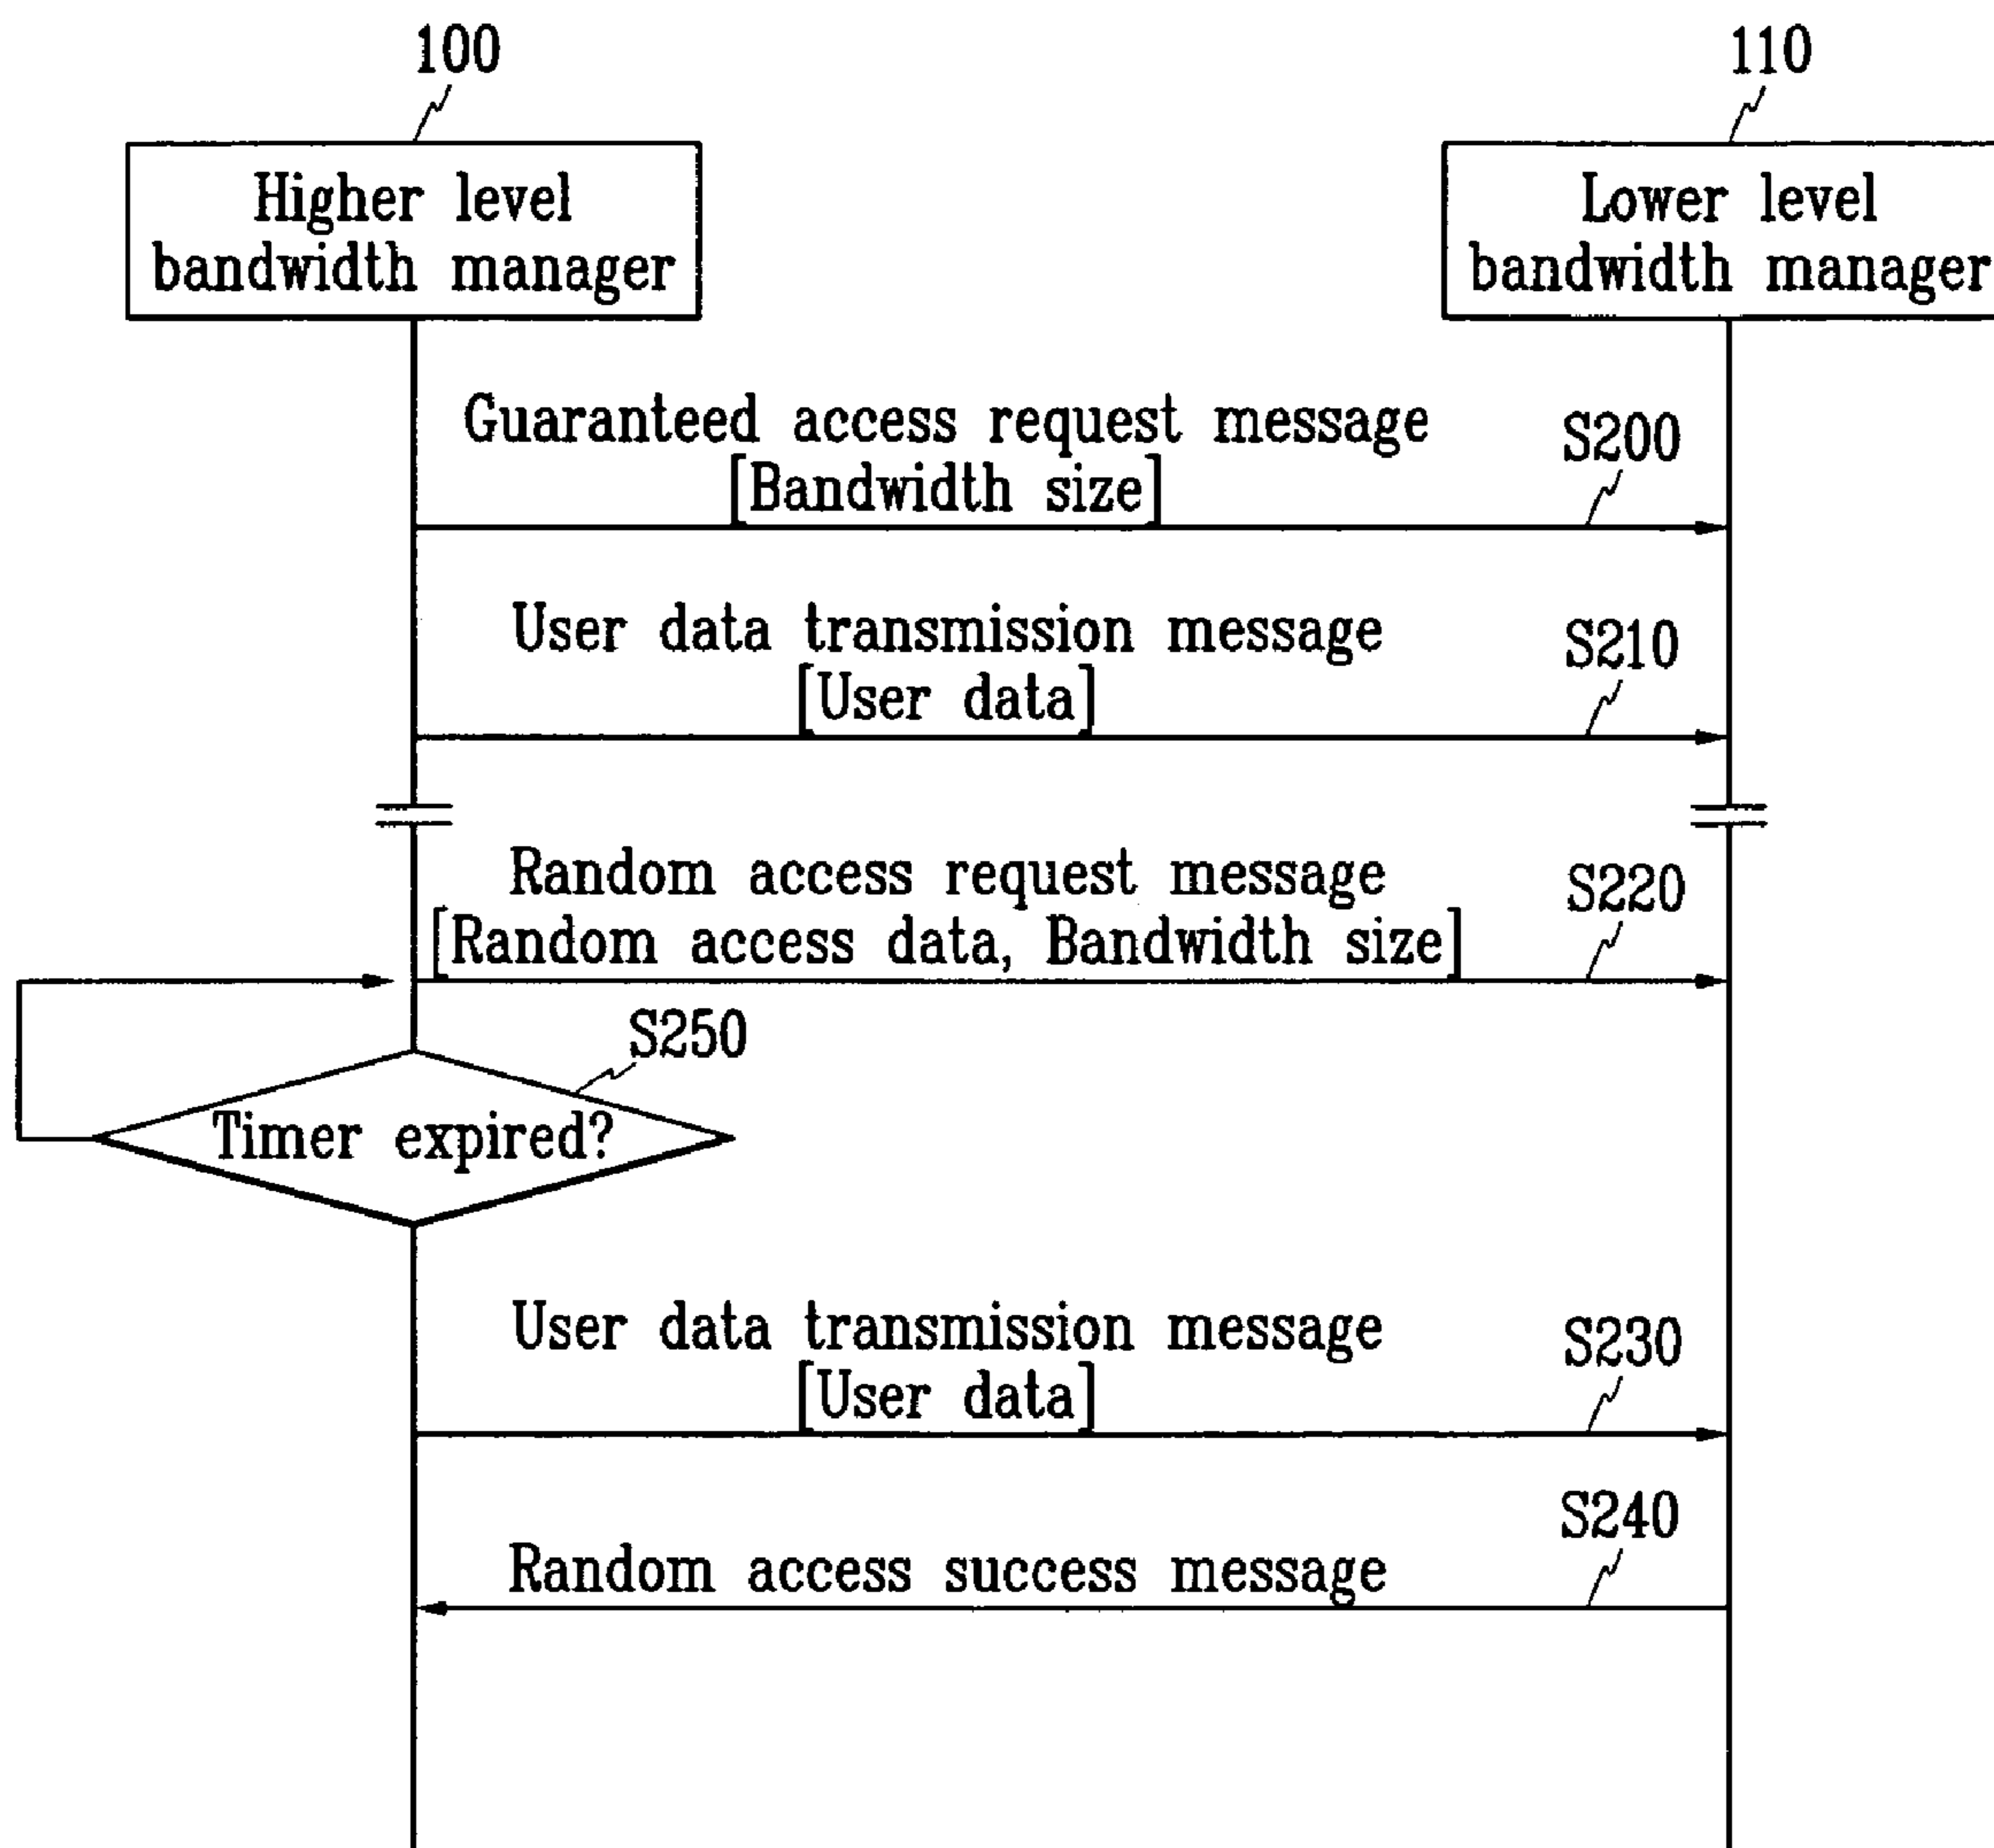 100
110
Higher level
bandwidth manager
Lower level
bandwidth manager
Guaranteed access request message
[Bandwidth size]
S200
User data transmission message
[User data]
S210
Random access request message
[Random access data, Bandwidth size]
S220
S250
Timer expired?
User data transmission message
[User data]
S230
S240
Random access success message